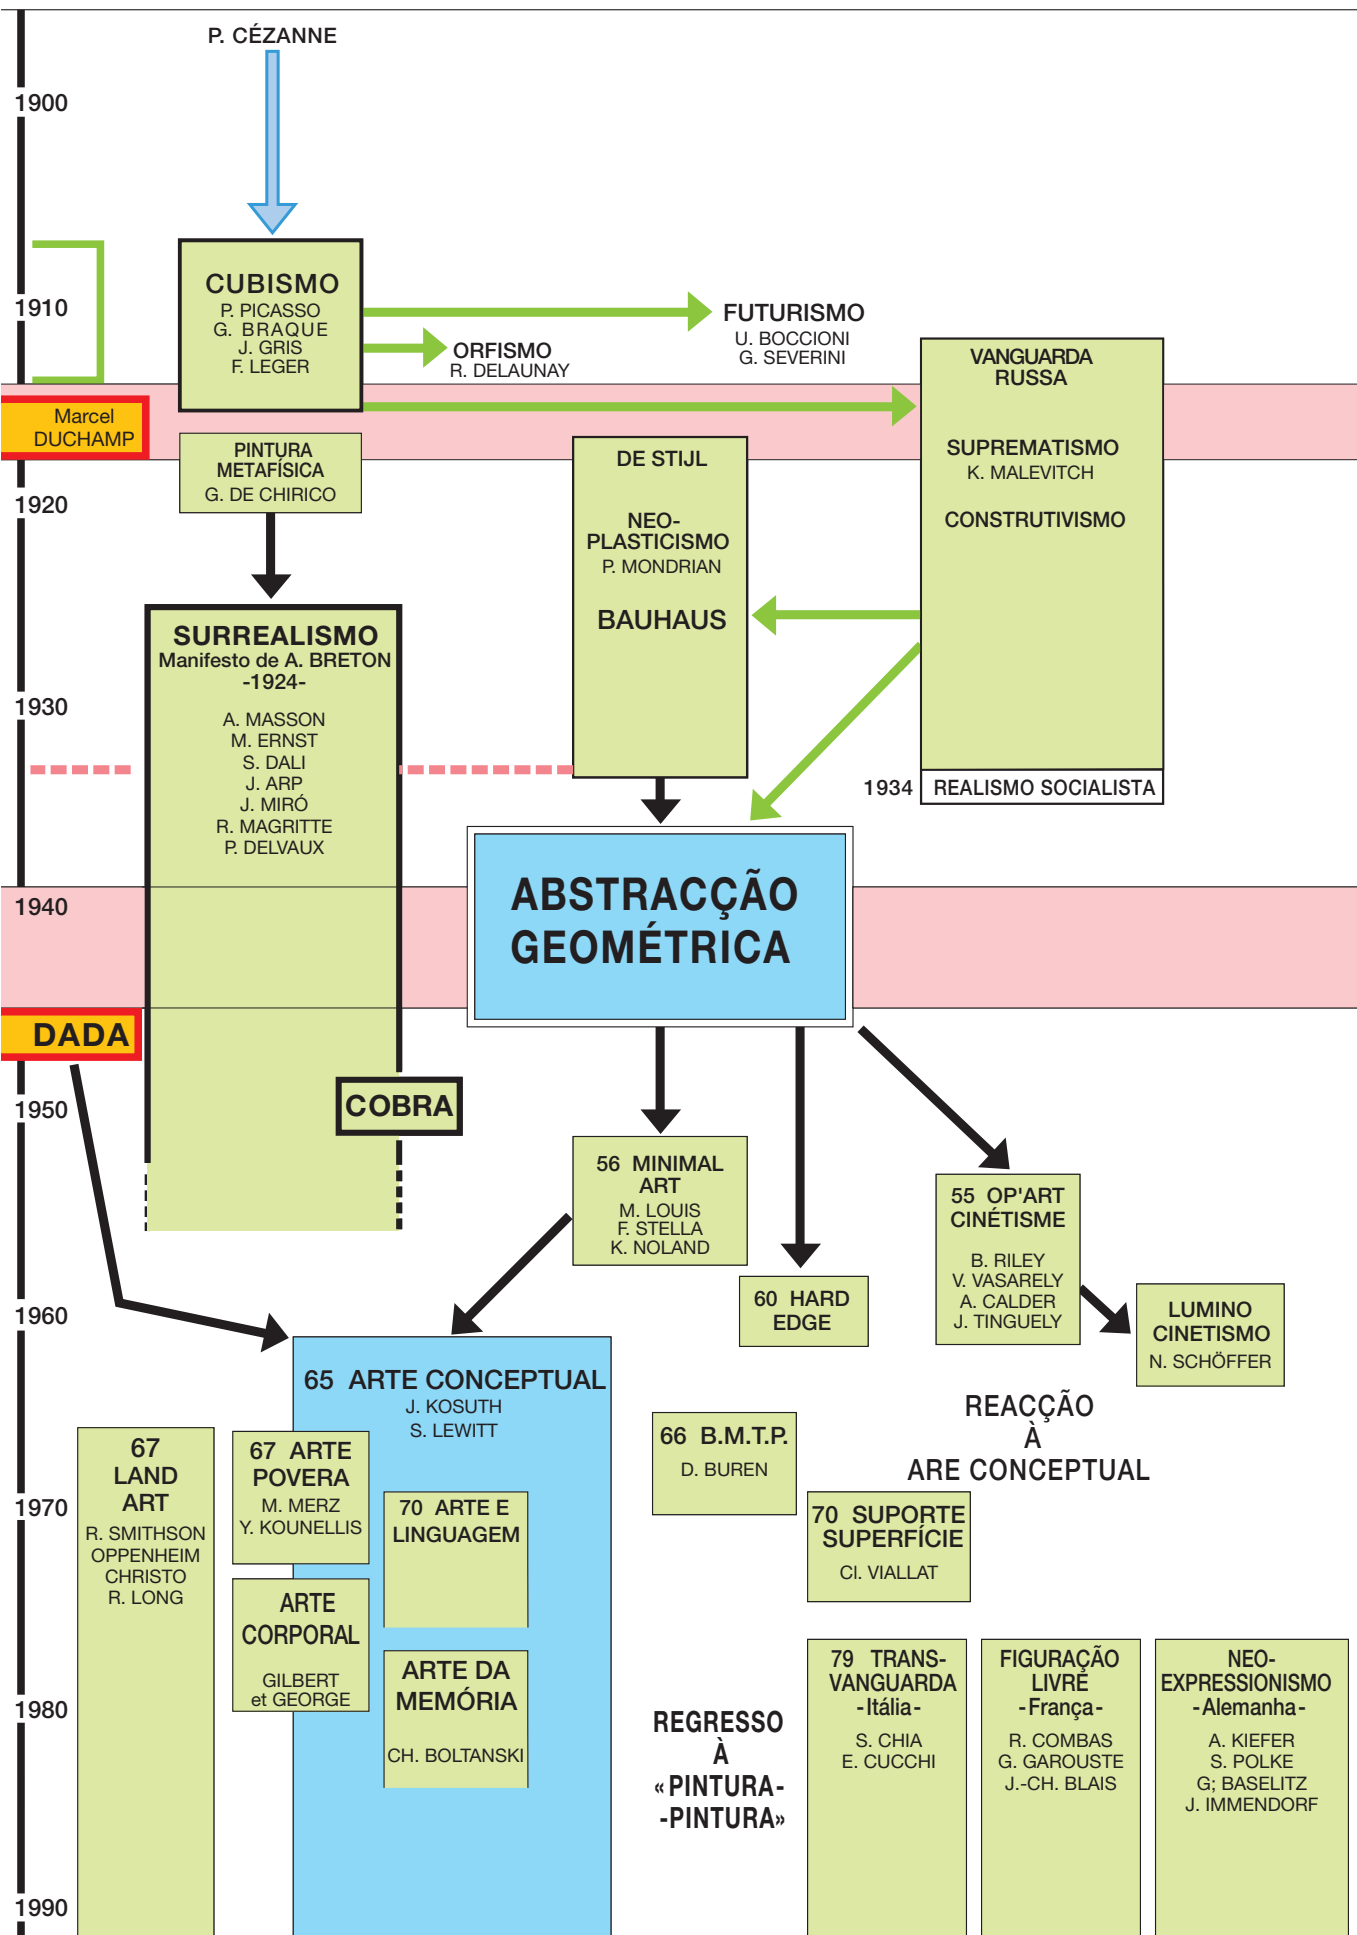 P. CÉZANNE
1900
CUBISMO
P. PICASSO
G. BRAQUE
J. GRIS
F. LEGER
1910
FUTURISMO
U. BOCCIONI
G. SEVERINI
ORFISMO
R. DELAUNAY
VANGUARDA
RUSSA
SUPREMATISMO
K. MALEVITCH
CONSTRUTIVISMO
Marcel
DUCHAMP
PINTURA
METAFÍSICA
G. DE CHIRICO
DE STIJL
NEO-
PLASTICISMO
P. MONDRIAN
BAUHAUS
1920
SURREALISMO
Manifesto de A. BRETON
-1924-
A. MASSON
M. ERNST
S. DALI
J. ARP
J. MIRÓ
R. MAGRITTE
P. DELVAUX
1930
1934
REALISMO SOCIALISTA
ABSTRACÇÃO
GEOMÉTRICA
1940
DADA
COBRA
1950
56 MINIMAL
ART
M. LOUIS
F. STELLA
K. NOLAND
55 OP'ART
CINÉTISME
B. RILEY
V. VASARELY
A. CALDER
J. TINGUELY
60 HARD
EDGE
LUMINO
CINETISMO
N. SCHÖFFER
1960
65 ARTE CONCEPTUAL
J. KOSUTH
S. LEWITT
REACÇÃO
À
ARE CONCEPTUAL
67
LAND
ART
R. SMITHSON
OPPENHEIM
CHRISTO
R. LONG
67 ARTE
POVERA
M. MERZ
Y. KOUNELLIS
66 B.M.T.P.
D. BUREN
1970
70 ARTE E
LINGUAGEM
70 SUPORTE
SUPERFÍCIE
Cl. VIALLAT
ARTE
CORPORAL
GILBERT
et GEORGE
ARTE DA
MEMÓRIA
CH. BOLTANSKI
1980
REGRESSO
À
«PINTURA-
-PINTURA»
79 TRANS-
VANGUARDA
-Itália-
S. CHIA
E. CUCCHI
FIGURAÇÃO
LIVRE
-França-
R. COMBAS
G. GAROUSTE
J.-CH. BLAIS
NEO-
EXPRESSIONISMO
-Alemanha-
A. KIEFER
S. POLKE
G; BASELITZ
J. IMMENDORF
1990